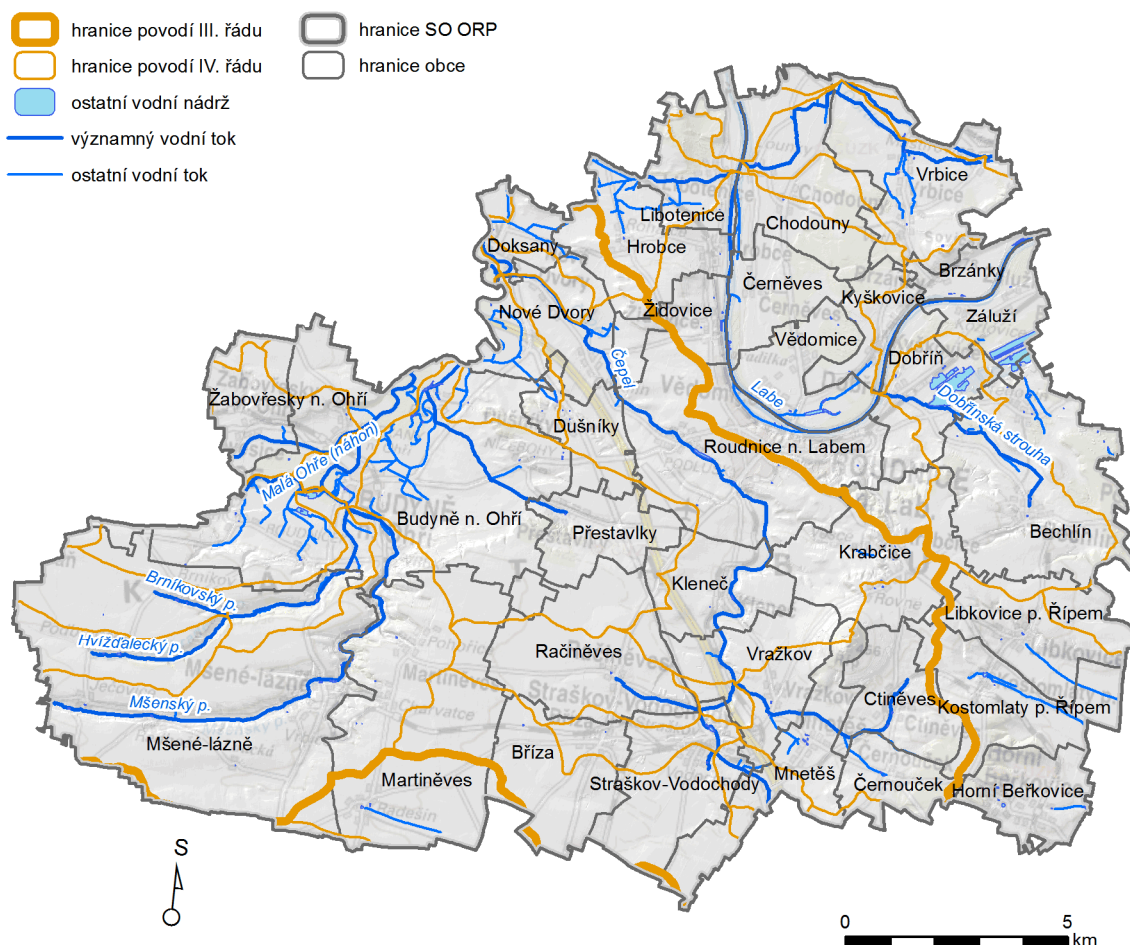 hranice povodí III. řádu
hranice SO ORP
hranice povodí IV. řádu
hranice obce
ostatní vodní nádrž
významný vodní tok
ostatní vodní tok
Vrbice
Libotenice
Chodouny
Doksany
Hrobce
Brzánky
Černěves
Kyškovice
Nové Dvory
Židovice
Záluží
Vědomice
Dobříň
Čepel
Žabovřesky n. Ohří
Labe
Dobřínská strouha
Dušníky
Roudnice n. Labem
Malá Ohře (náhon)
Budyně n. Ohří
Přestavlky
Bechlín
Krabčice
Kleneč
Brníkovský p.
Libkovice p. Řípem
Hvížďalecký p.
Račiněves
Vražkov
Ctiněves
Mšenský p.
Kostomlaty p. Řípem
Mšené-lázně
Bříza
Martiněves
Straškov-Vodochody
Mnetěš
Černouček
Horní Beřkovice
S
0 5
km